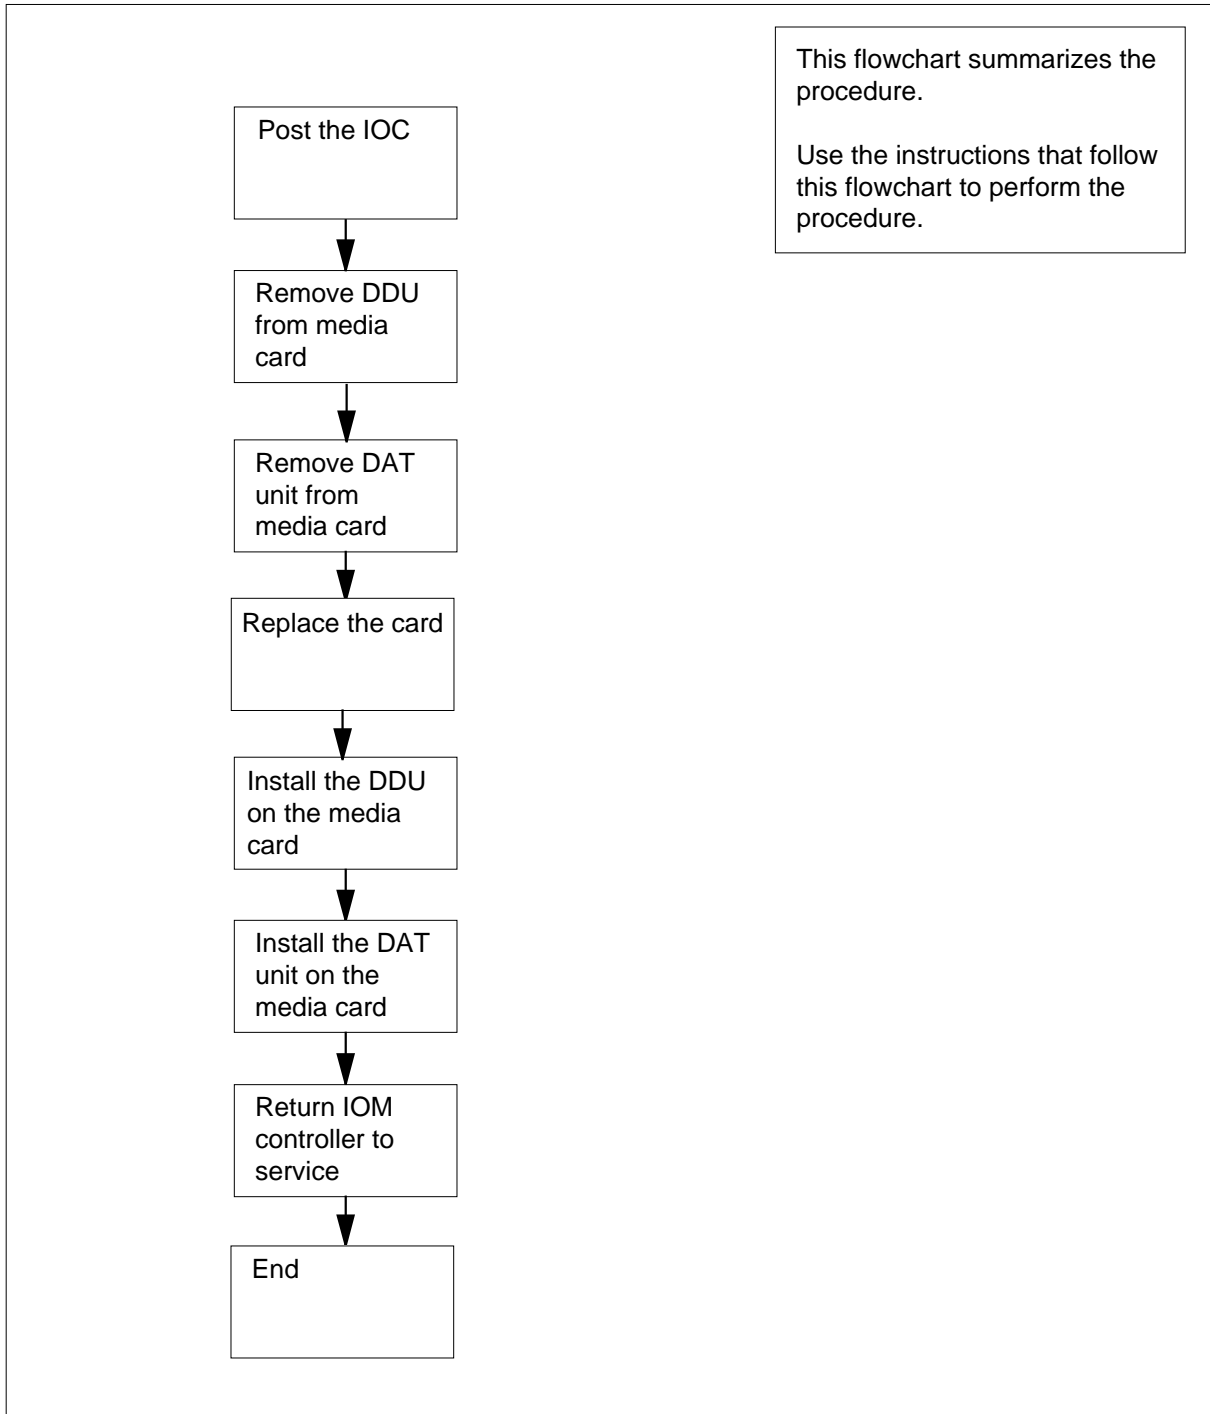 This flowchart summarizes the
procedure.
Use the instructions that follow
this flowchart to perform the
procedure.
Post the IOC
Remove DDU
from media
card
Remove DAT
unit from
media card
Replace the card
Install the DDU
on the media
card
Install the DAT
unit on the
media card
Return IOM
controller to
service
End